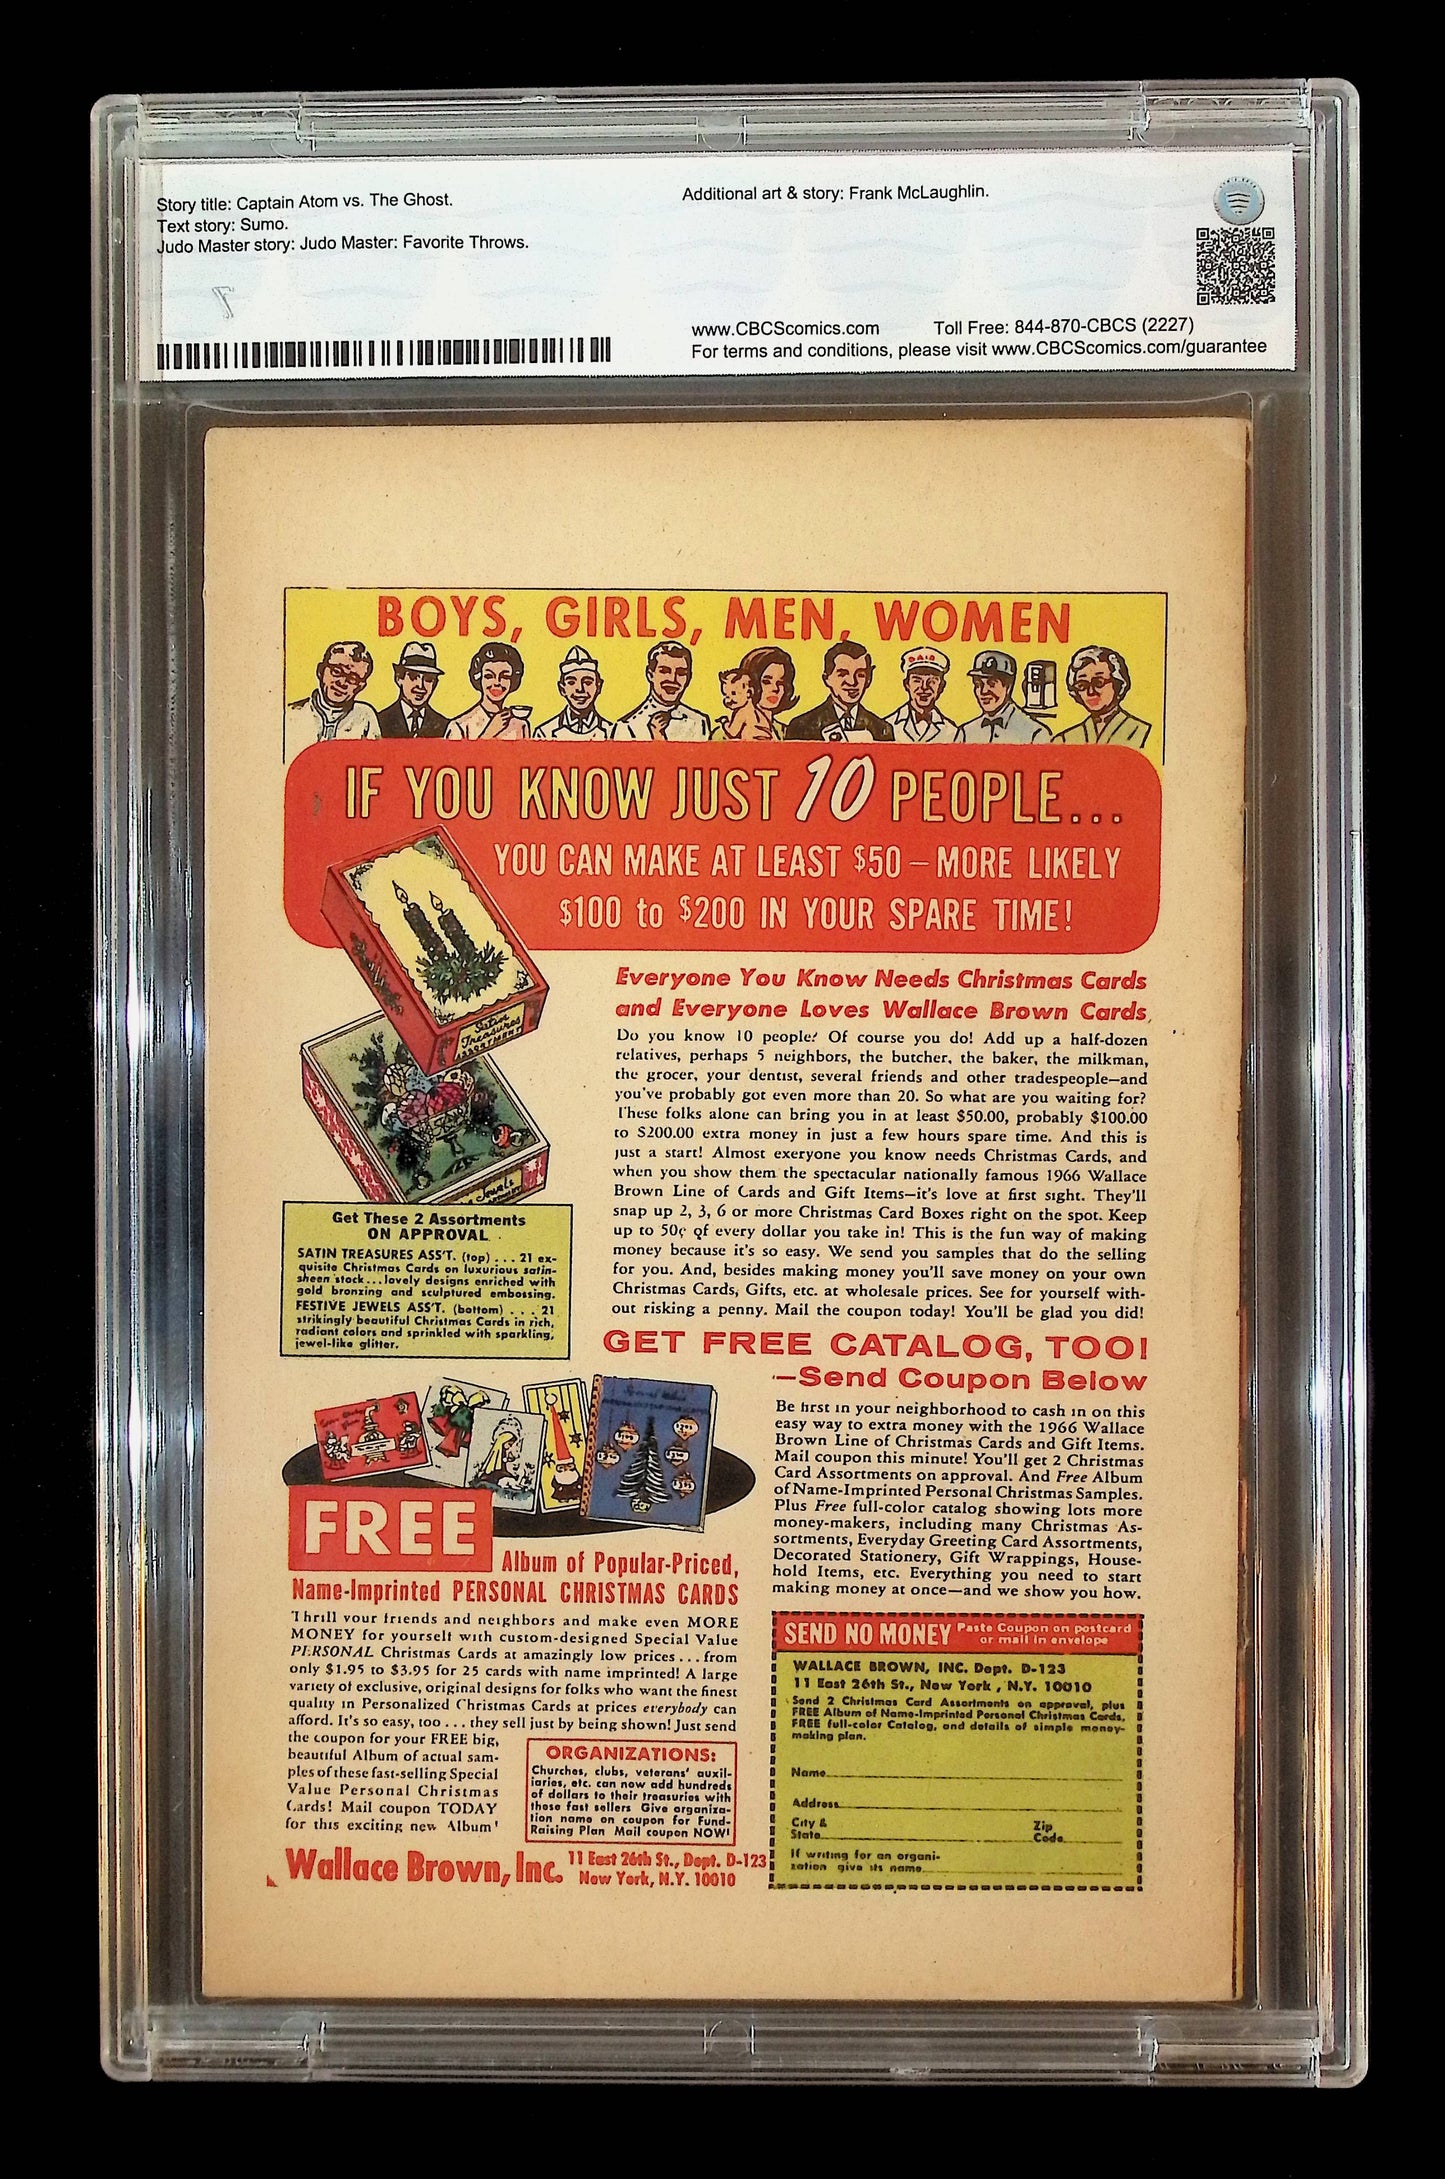 Story title: Captain Atom vs. The Ghost.
Text story: Sumo.
Judo Master story: Judo Master: Favorite Throws.
Additional art & story: Frank McLaughlin.
www.CBCScomics.com Toll Free: 844-870-CBCS (2227)
For terms and conditions, please visit www.CBCScomics.com/guarantee
BOYS, GIRLS, MEN, WOMEN
IF YOU KNOW JUST 10 PEOPLE...
YOU CAN MAKE AT LEAST $50 – MORE LIKELY
$100 to $200 IN YOUR SPARE TIME!
Satin
Treasures
ASSORTMENT
Jewels
Everyone You Know Needs Christmas Cards
and Everyone Loves Wallace Brown Cards.
Do you know 10 people? Of course you do! Add up a half-dozen
relatives, perhaps 5 neighbors, the butcher, the baker, the milkman,
the grocer, your dentist, several friends and other tradespeople—and
you've probably got even more than 20. So what are you waiting for?
These folks alone can bring you in at least $50.00, probably $100.00
to $200.00 extra money in just a few hours spare time. And this is
just a start! Almost exeryone you know needs Christmas Cards, and
when you show them the spectacular nationally famous 1966 Wallace
Brown Line of Cards and Gift Items—it's love at first sight. They'll
snap up 2, 3, 6 or more Christmas Card Boxes right on the spot. Keep
up to 50¢ of every dollar you take in! This is the fun way of making
money because it's so easy. We send you samples that do the selling
for you. And, besides making money you'll save money on your own
Christmas Cards, Gifts, etc. at wholesale prices. See for yourself with-
out risking a penny. Mail the coupon today! You'll be glad you did!
Get These 2 Assortments
ON APPROVAL
SATIN TREASURES ASS'T. (top) . . . 21 ex-
quisite Christmas Cards on luxurious satin-
sheen stock...lovely designs enriched with
gold bronzing and sculptured embossing.
FESTIVE JEWELS ASS'T. (bottom) . . . 21
strikingly beautiful Christmas Cards in rich,
radiant colors and sprinkled with sparkling,
jewel-like glitter.
GET FREE CATALOG, TOO!
—Send Coupon Below
Be first in your neighborhood to cash in on this
easy way to extra money with the 1966 Wallace
Brown Line of Christmas Cards and Gift Items.
Mail coupon this minute! You'll get 2 Christmas
Card Assortments on approval. And Free Album
of Name-Imprinted Personal Christmas Samples.
Plus Free full-color catalog showing lots more
money-makers, including many Christmas As-
sortments, Everyday Greeting Card Assortments,
Decorated Stationery, Gift Wrappings, House-
hold Items, etc. Everything you need to start
making money at once—and we show you how.
FREE
Album of Popular-Priced,
Name-Imprinted PERSONAL CHRISTMAS CARDS
Thrill your friends and neighbors and make even MORE
MONEY for yourself with custom-designed Special Value
PERSONAL Christmas Cards at amazingly low prices . . . from
only $1.95 to $3.95 for 25 cards with name imprinted! A large
variety of exclusive, original designs for folks who want the finest
quality in Personalized Christmas Cards at prices everybody can
afford. It's so easy, too . . . they sell just by being shown! Just send
the coupon for your FREE big,
beautiful Album of actual sam-
ples of these fast-selling Special
Value Personal Christmas
Cards! Mail coupon TODAY
for this exciting new Album!
ORGANIZATIONS:
Churches, clubs, veterans' auxil-
iaries, etc. can now add hundreds
of dollars to their treasuries with
these fast sellers Give organiza-
tion name on coupon for Fund-
Raising Plan Mail coupon NOW!
Wallace Brown, Inc. 11 East 26th St., Dept. D-123
New York, N.Y. 10010
SEND NO MONEY Paste Coupon on postcard
or mail in envelope
WALLACE BROWN, INC. Dept. D-123
11 East 26th St., New York, N.Y. 10010
Send 2 Christmas Card Assortments on approval, plus
FREE Album of Name-Imprinted Personal Christmas Cards,
FREE full-color Catalog, and details of simple money-
making plan.
Name
Address
City & Zip
State Code
If writing for an organi-
zation give its name